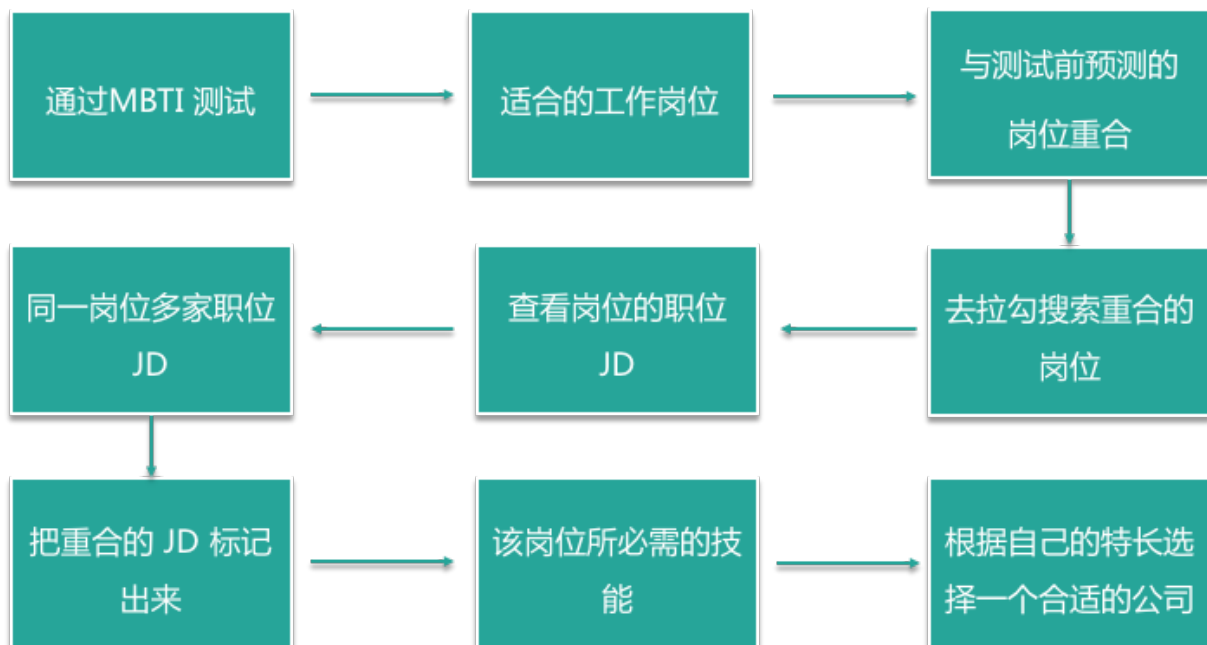 通过MBTI 测试
适合的工作岗位
与测试前预测的
岗位重合
去拉勾搜索重合的
岗位
查看岗位的职位
JD
同一岗位多家职位
JD
把重合的 JD 标记
出来
该岗位所必需的技
能
根据自己的特长选
择一个合适的公司